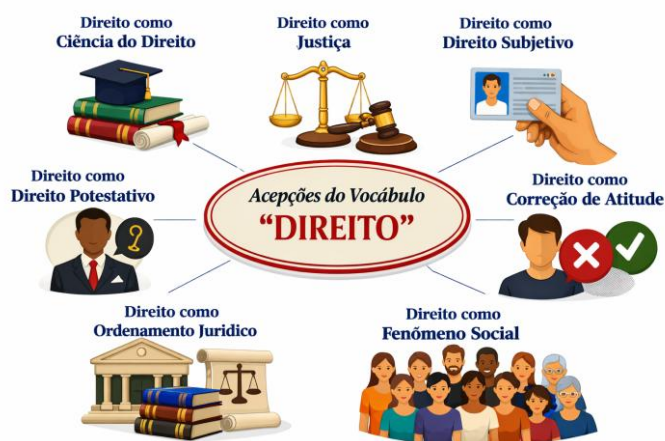 Direito como
Ciência do Direito
Direito como
Justiça
Direito como
Direito Subjetivo
Direito como
Direito Potestativo
Acepções do Vocábulo
“DIREITO”
Direito como
Correção de Atitude
Direito como
Ordenamento Juridico
Direito como
Fenômeno Social